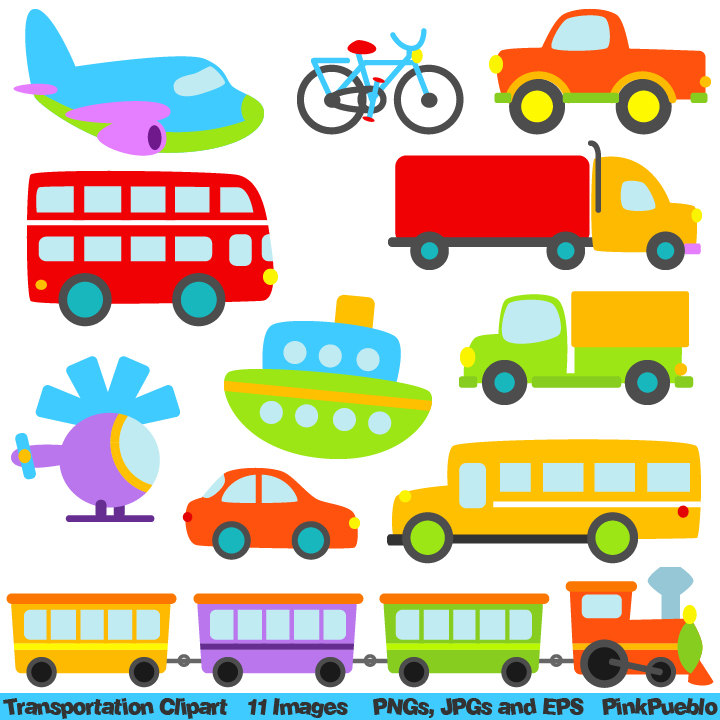 Transportation Clipart 11 Images PNGs, JPGs and EPS PinkPueblo